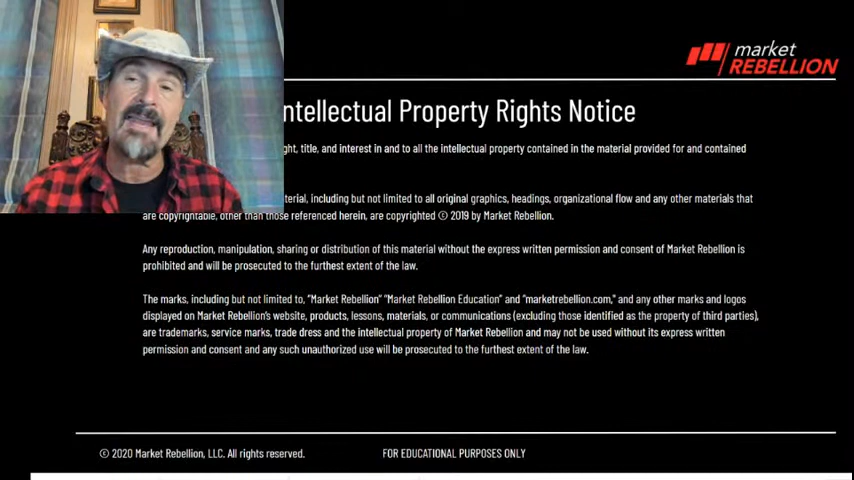 market
REBELLION
ntellectual Property Rights Notice
ght, title, and interest in and to all the intellectual property contained in the material provided for and contained
terial, including but not limited to all original graphics, headings, organizational flow and any other materials that
are copyrightable, other than those referenced herein, are copyrighted © 2019 by Market Rebellion.
Any reproduction, manipulation, sharing or distribution of this material without the express written permission and consent of Market Rebellion is
prohibited and will be prosecuted to the furthest extent of the law.
The marks, including but not limited to, "Market Rebellion" "Market Rebellion Education" and "marketrebellion.com," and any other marks and logos
displayed on Market Rebellion's website, products, lessons, materials, or communications (excluding those identified as the property of third parties),
are trademarks, service marks, trade dress and the intellectual property of Market Rebellion and may not be used without its express written
permission and consent and any such unauthorized use will be prosecuted to the furthest extent of the law.
© 2020 Market Rebellion, LLC. All rights reserved.
FOR EDUCATIONAL PURPOSES ONLY